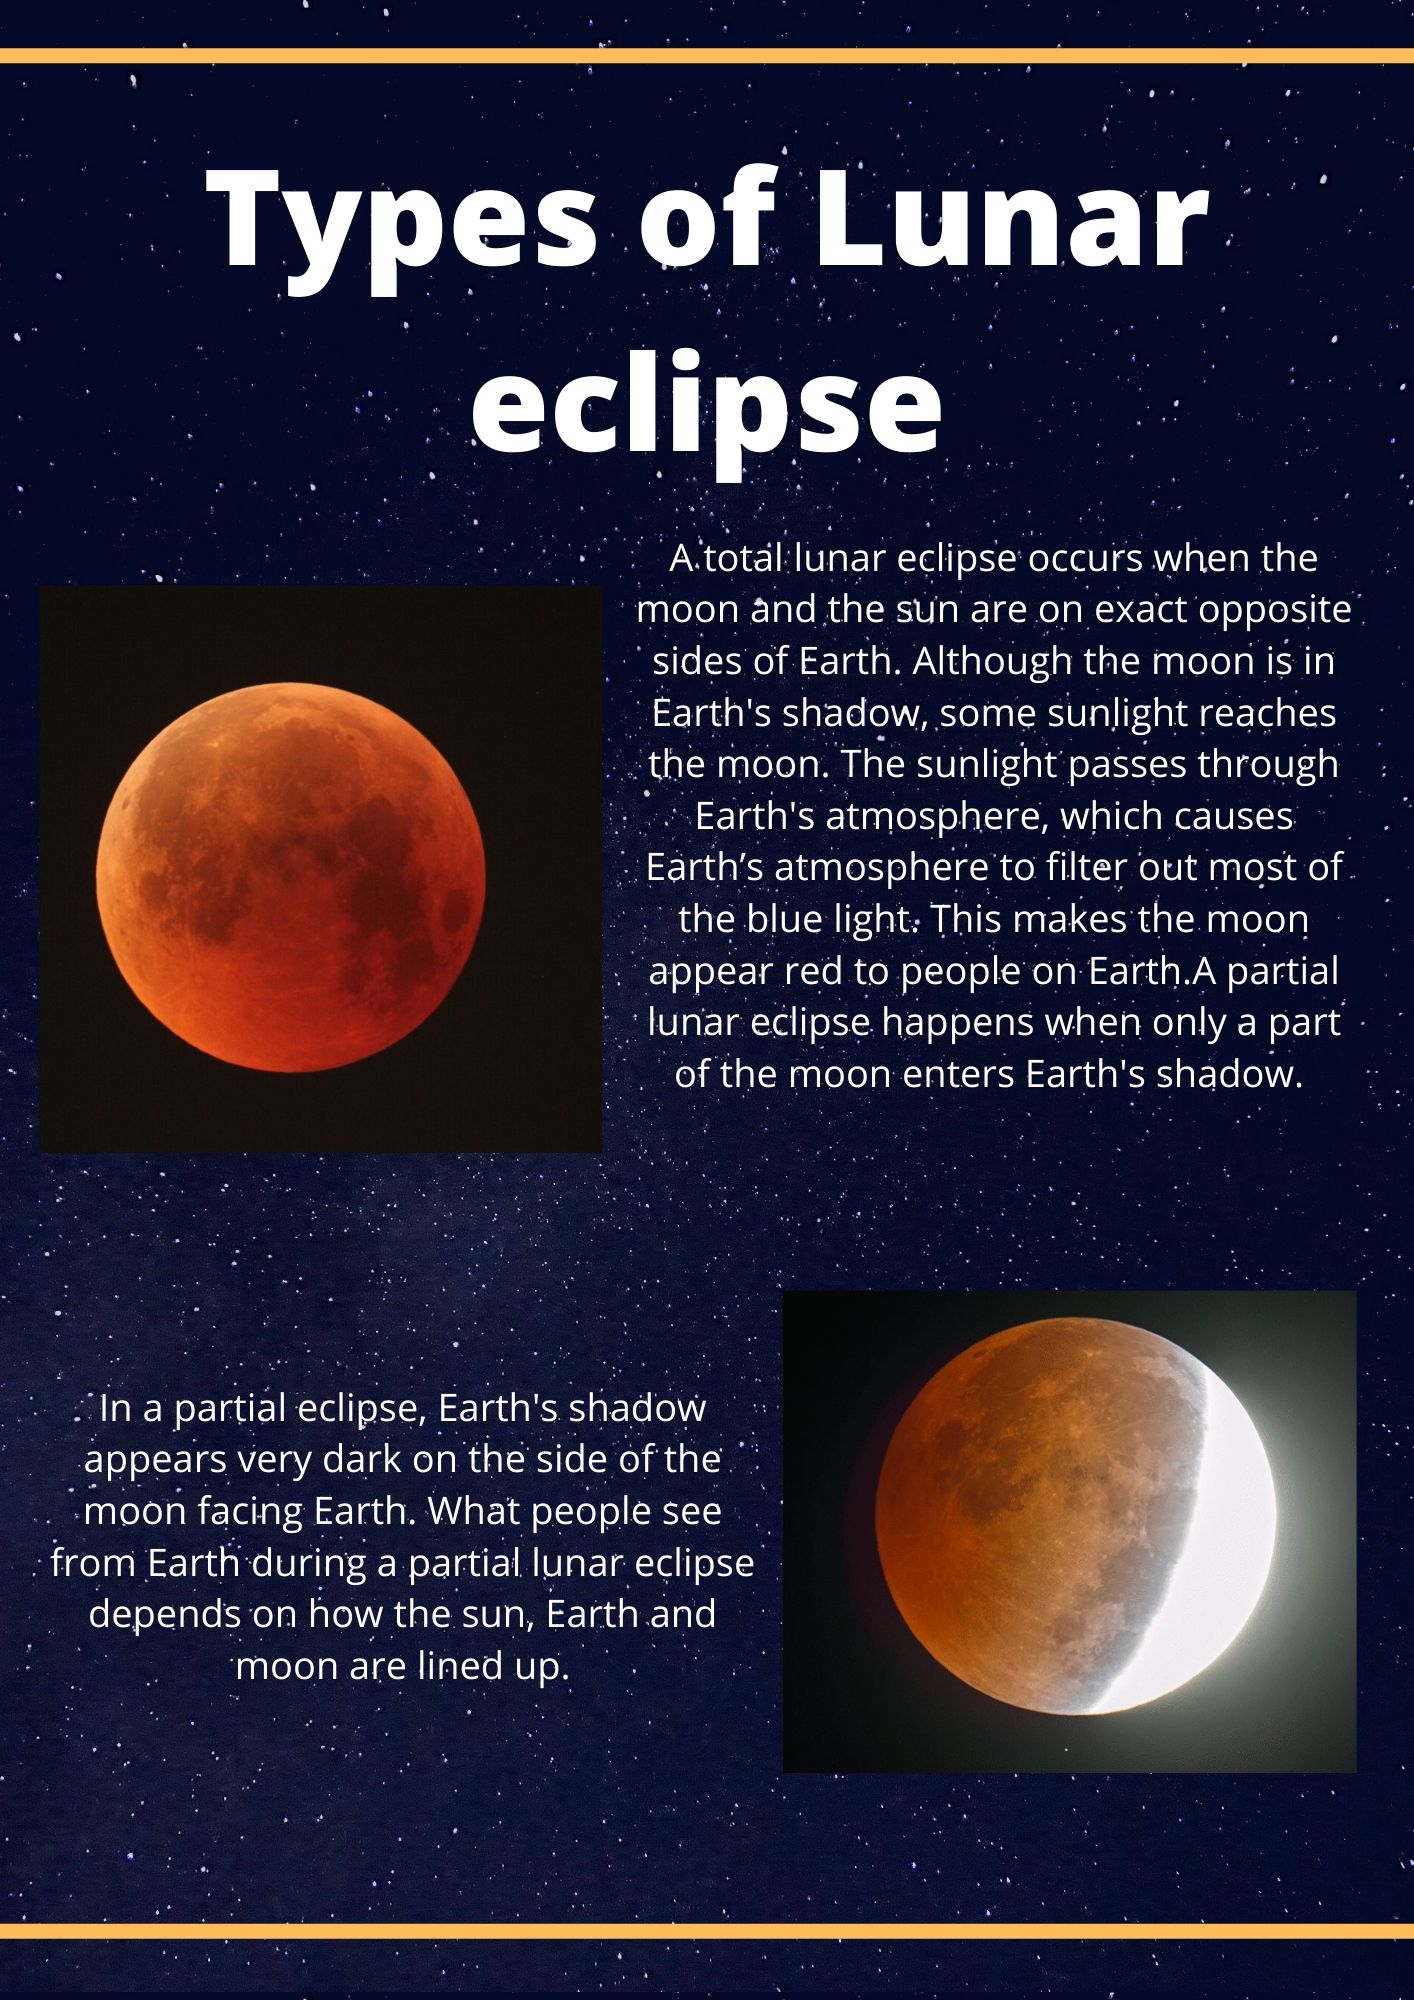 Types of Lunar
eclipse
A total lunar eclipse occurs when the
moon and the sun are on exact opposite
sides of Earth. Although the moon is in
Earth's shadow, some sunlight reaches
the moon. The sunlight passes through
Earth's atmosphere, which causes
Earth’s atmosphere to filter out most of
the blue light. This makes the moon
appear red to people on Earth.A partial
lunar eclipse happens when only a part
of the moon enters Earth's shadow.
In a partial eclipse, Earth's shadow
appears very dark on the side of the
moon facing Earth. What people see
from Earth during a partial lunar eclipse
depends on how the sun, Earth and
moon are lined up.